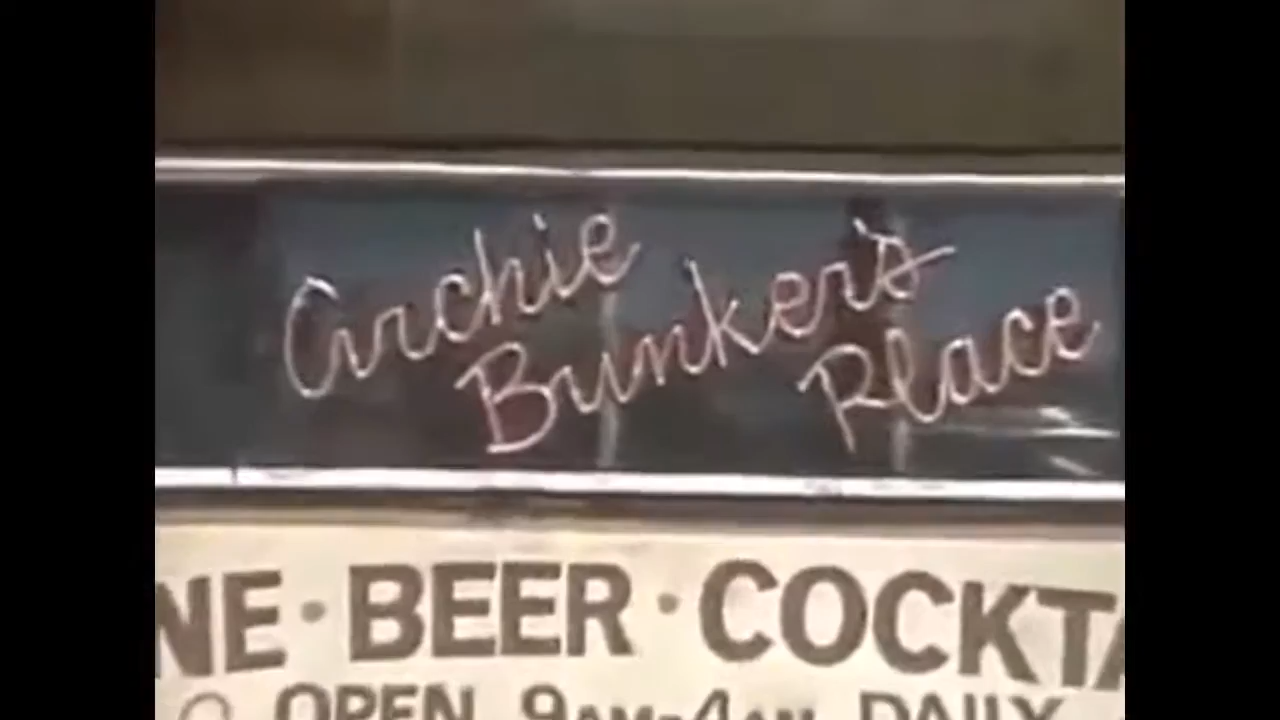 Archie
Bunker's
Place
NE · BEER · COCKTA
OPEN 9AM-4AM DAILY